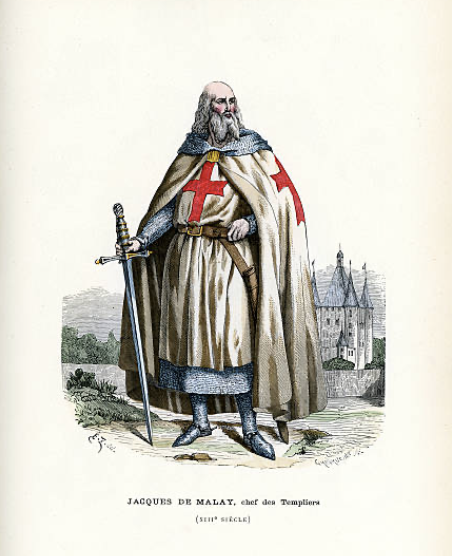 JACQUES DE MALAY, chef des Templiers
(XIIIe SIÈCLE)